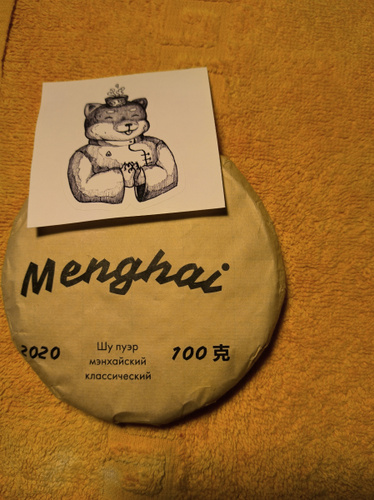 Menghai
2020
Шу пуэр
мэнхайский
классический
100 克